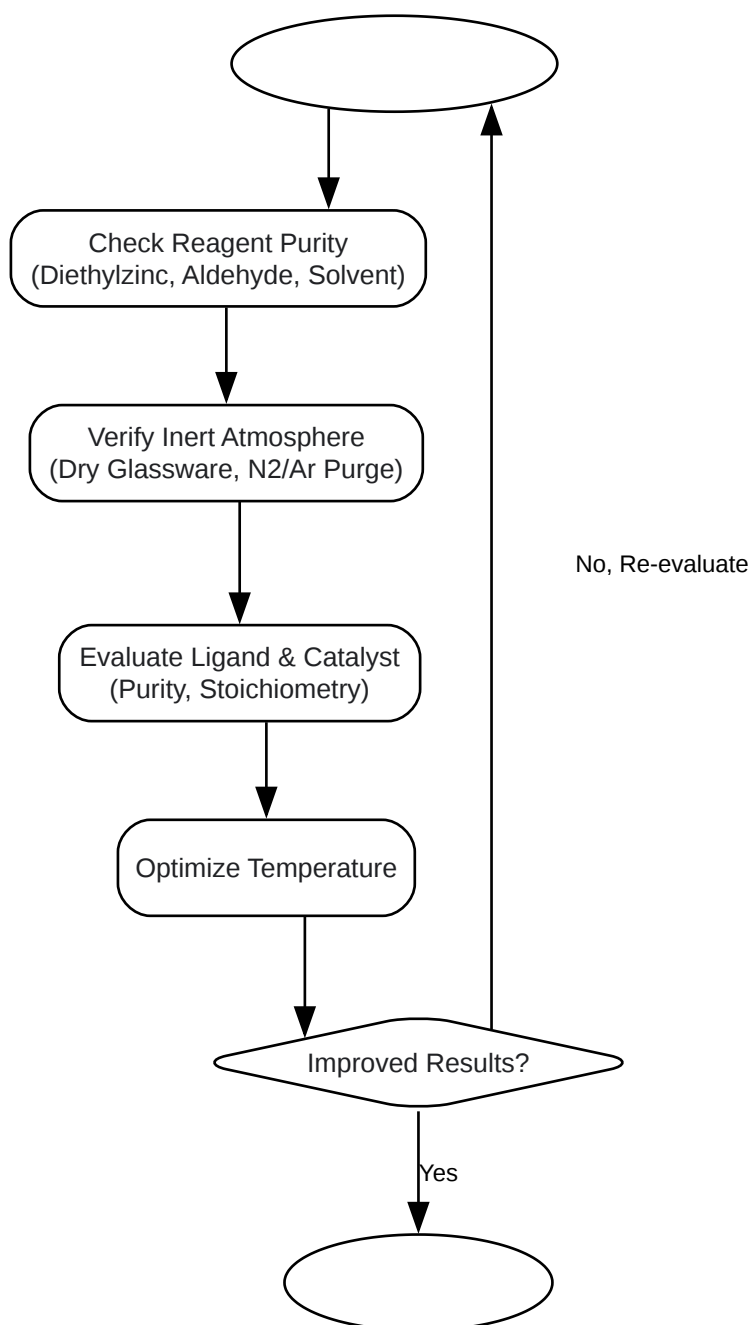 Check Reagent Purity
(Diethylzinc, Aldehyde, Solvent)
Verify Inert Atmosphere
(Dry Glassware, N2/Ar Purge)
No, Re-evaluate
Evaluate Ligand & Catalyst
(Purity, Stoichiometry)
Optimize Temperature
Improved Results?
Yes